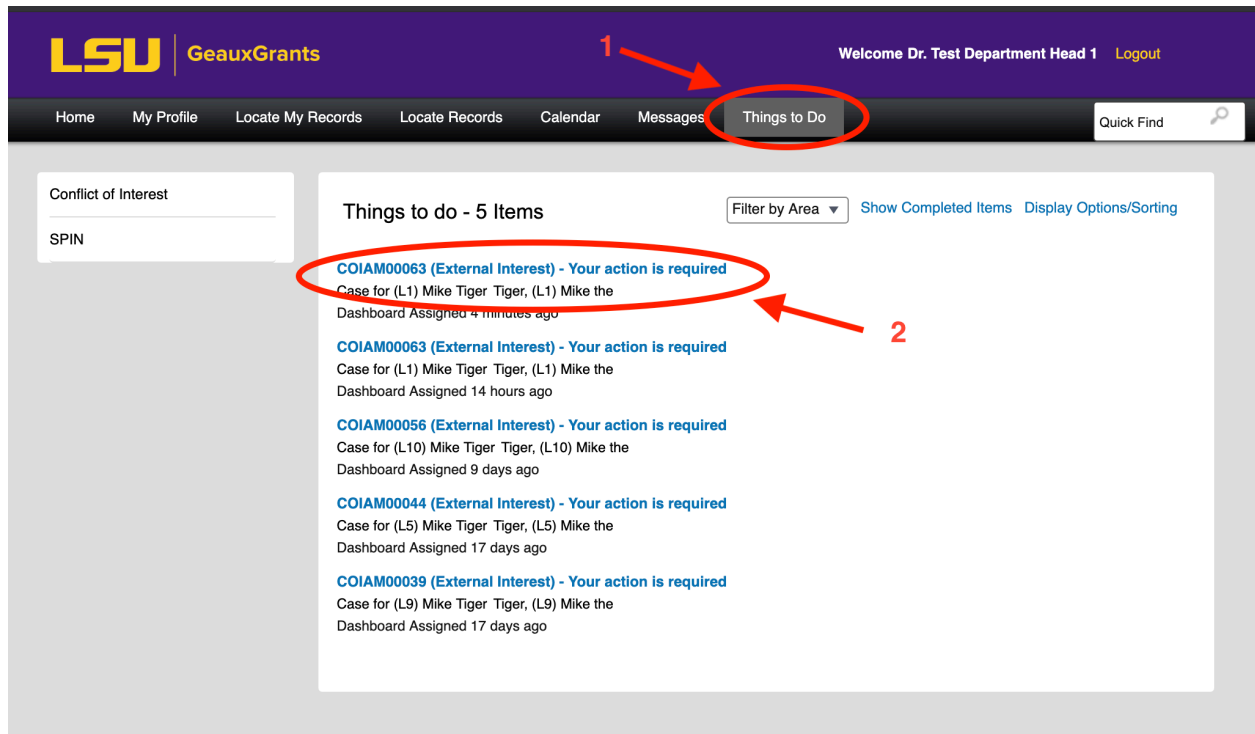 LSU GeauxGrants
1
Welcome Dr. Test Department Head 1 Logout
Home My Profile Locate My Records Locate Records Calendar Messages Things to Do Quick Find
Conflict of Interest
SPIN
Things to do - 5 Items Filter by Area Show Completed Items Display Options/Sorting
COIAM00063 (External Interest) - Your action is required
Case for (L1) Mike Tiger Tiger, (L1) Mike the
Dashboard Assigned 4 minutes ago
2
COIAM00063 (External Interest) - Your action is required
Case for (L1) Mike Tiger Tiger, (L1) Mike the
Dashboard Assigned 14 hours ago
COIAM00056 (External Interest) - Your action is required
Case for (L10) Mike Tiger Tiger, (L10) Mike the
Dashboard Assigned 9 days ago
COIAM00044 (External Interest) - Your action is required
Case for (L5) Mike Tiger Tiger, (L5) Mike the
Dashboard Assigned 17 days ago
COIAM00039 (External Interest) - Your action is required
Case for (L9) Mike Tiger Tiger, (L9) Mike the
Dashboard Assigned 17 days ago